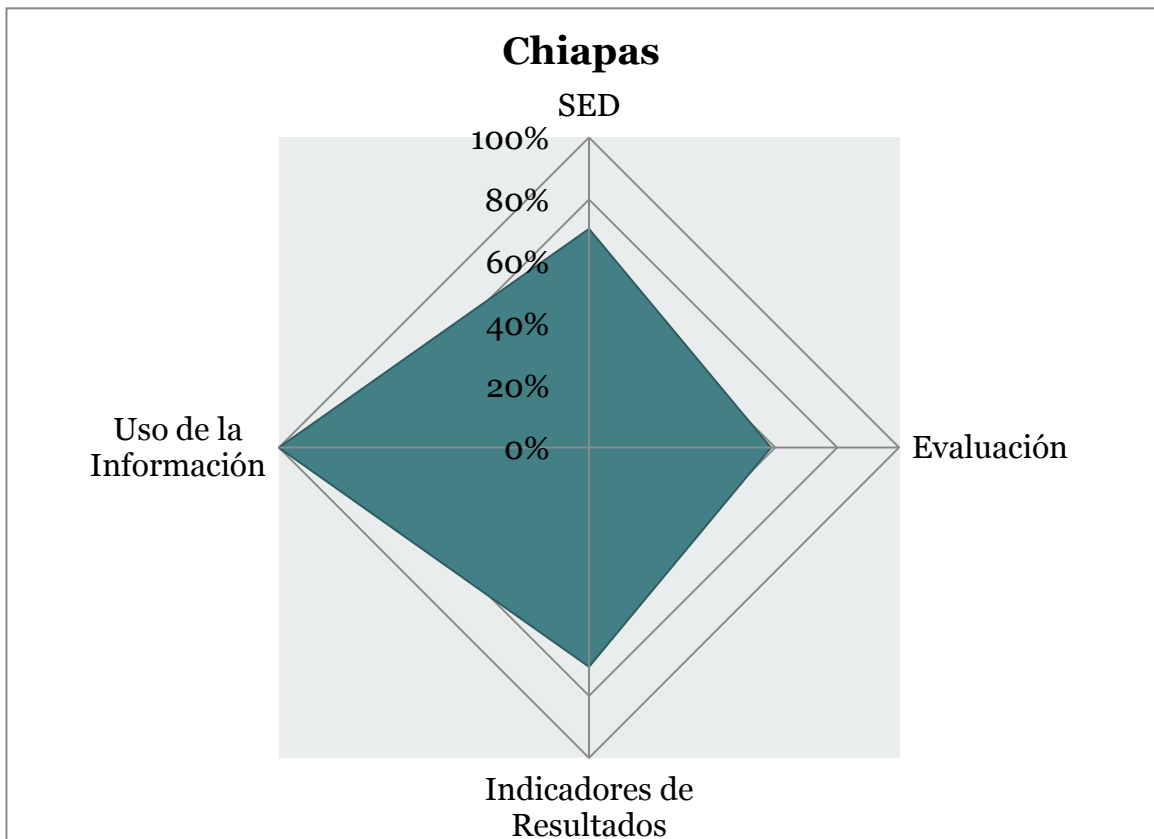 Chiapas
SED
100%
80%
60%
40%
20%
0%
Uso de la
Información
Evaluación
Indicadores de
Resultados